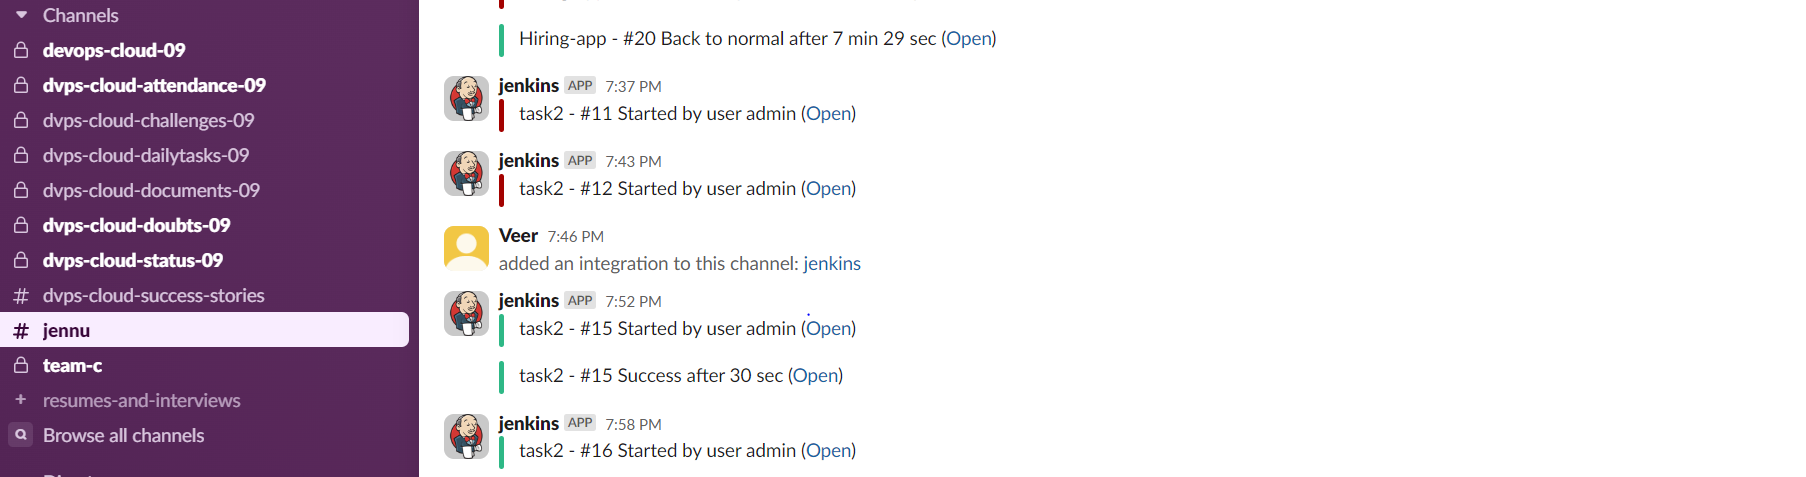 Channels
devops-cloud-09
dvps-cloud-attendance-09
dvps-cloud-challenges-09
dvps-cloud-dailytasks-09
dvps-cloud-documents-09
dvps-cloud-doubts-09
dvps-cloud-status-09
# dvps-cloud-success-stories
# jennu
team-c
+ resumes-and-interviews
Browse all channels
Hiring-app - #20 Back to normal after 7 min 29 sec (Open)
jenkins APP 7:37 PM
task2 - #11 Started by user admin (Open)
jenkins APP 7:43 PM
task2 - #12 Started by user admin (Open)
Veer 7:46 PM
added an integration to this channel: jenkins
jenkins APP 7:52 PM
task2 - #15 Started by user admin (Open)
task2 - #15 Success after 30 sec (Open)
jenkins APP 7:58 PM
task2 - #16 Started by user admin (Open)